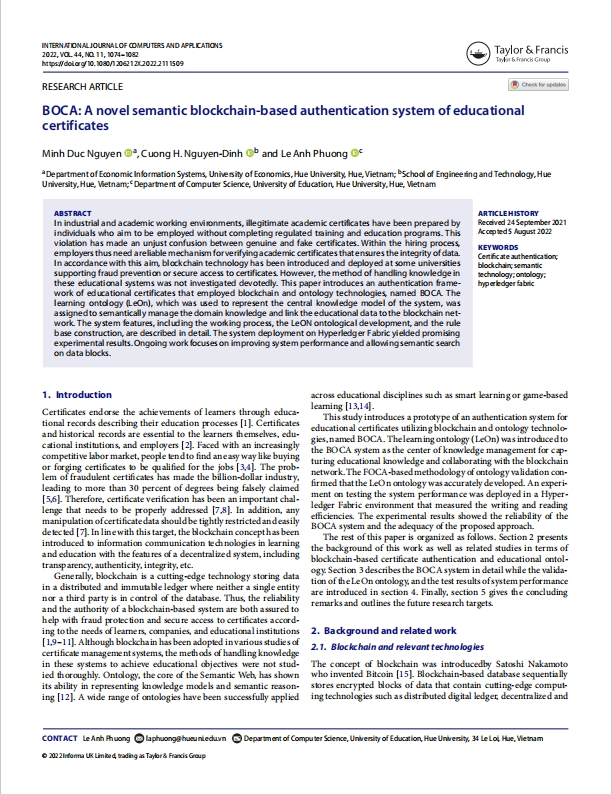 INTERNATIONAL JOURNAL OF COMPUTERS AND APPLICATIONS
2022, VOL. 44, NO. 11, 1074–1082
https://doi.org/10.1080/1206212X.2022.2111509
Taylor & Francis
Taylor & Francis Group
RESEARCH ARTICLE
Check for updates
BOCA: A novel semantic blockchain-based authentication system of educational
certificates
Minh Duc Nguyen a, Cuong H. Nguyen-Dinh b and Le Anh Phuong c
aDepartment of Economic Information Systems, University of Economics, Hue University, Hue, Vietnam; bSchool of Engineering and Technology, Hue
University, Hue, Vietnam; cDepartment of Computer Science, University of Education, Hue University, Hue, Vietnam
ABSTRACT
In industrial and academic working environments, illegitimate academic certificates have been prepared by
individuals who aim to be employed without completing regulated training and education programs. This
violation has made an unjust confusion between genuine and fake certificates. Within the hiring process,
employers thus need a reliable mechanism for verifying academic certificates that ensures the integrity of data.
In accordance with this aim, blockchain technology has been introduced and deployed at some universities
supporting fraud prevention or secure access to certificates. However, the method of handling knowledge in
these educational systems was not investigated devotedly. This paper introduces an authentication frame-
work of educational certificates that employed blockchain and ontology technologies, named BOCA. The
learning ontology (LeOn), which was used to represent the central knowledge model of the system, was
assigned to semantically manage the domain knowledge and link the educational data to the blockchain net-
work. The system features, including the working process, the LeON ontological development, and the rule
base construction, are described in detail. The system deployment on Hyperledger Fabric yielded promising
experimental results. Ongoing work focuses on improving system performance and allowing semantic search
on data blocks.
ARTICLE HISTORY
Received 24 September 2021
Accepted 5 August 2022
KEYWORDS
Certificate authentication;
blockchain; semantic
technology; ontology;
hyperledger fabric
1. Introduction
Certificates endorse the achievements of learners through educa-
tional records describing their education processes [1]. Certificates
and historical records are essential to the learners themselves, edu-
cational institutions, and employers [2]. Faced with an increasingly
competitive labor market, people tend to find an easy way like buying
or forging certificates to be qualified for the jobs [3,4]. The prob-
lem of fraudulent certificates has made the billion-dollar industry,
leading to more than 30 percent of degrees being falsely claimed
[5,6]. Therefore, certificate verification has been an important chal-
lenge that needs to be properly addressed [7,8]. In addition, any
manipulation of certificate data should be tightly restricted and easily
detected [7]. In line with this target, the blockchain concept has been
introduced to information communication technologies in learning
and education with the features of a decentralized system, including
transparency, authenticity, integrity, etc.
Generally, blockchain is a cutting-edge technology storing data
in a distributed and immutable ledger where neither a single entity
nor a third party is in control of the database. Thus, the reliability
and the authority of a blockchain-based system are both assured to
help with fraud protection and secure access to certificates accord-
ing to the needs of learners, companies, and educational institutions
[1,9–11]. Although blockchain has been adopted in various studies of
certificate management systems, the methods of handling knowledge
in these systems to achieve educational objectives were not stud-
ied thoroughly. Ontology, the core of the Semantic Web, has shown
its ability in representing knowledge models and semantic reason-
ing [12]. A wide range of ontologies have been successfully applied
across educational disciplines such as smart learning or game-based
learning [13,14].
This study introduces a prototype of an authentication system for
educational certificates utilizing blockchain and ontology technolo-
gies, named BOCA. The learning ontology (LeOn) was introduced to
the BOCA system as the center of knowledge management for cap-
turing educational knowledge and collaborating with the blockchain
network. The FOCA-methodology of ontology validation con-
firmed that the LeOn ontology was accurately developed. An experi-
ment on testing the system performance was deployed in a Hyper-
ledger Fabric environment that measured the writing and reading
efficiencies. The experimental results showed the reliability of the
BOCA system and the adequacy of the proposed approach.
The rest of this paper is organized as follows. Section 2 presents
the background of this work as well as related studies in terms of
blockchain-based certificate authentication and educational ontol-
ogy. Section 3 describes the BOCA system in detail while the valida-
tion of the LeOn ontology, and the test results of system performance
are introduced in section 4. Finally, section 5 gives the concluding
remarks and outlines the future research targets.
2. Background and related work
2.1. Blockchain and relevant technologies
The concept of blockchain was introducedby Satoshi Nakamoto
who invented Bitcoin [15]. Blockchain-based database sequentially
stores encrypted blocks of data that contain cutting-edge comput-
ing technologies such as distributed digital ledger, decentralized and
CONTACT Le Anh Phuong laphuong@hueuni.edu.vn Department of Computer Science, University of Education, Hue University, 34 Le Loi, Hue, Vietnam
© 2022 Informa UK Limited, trading as Taylor & Francis Group